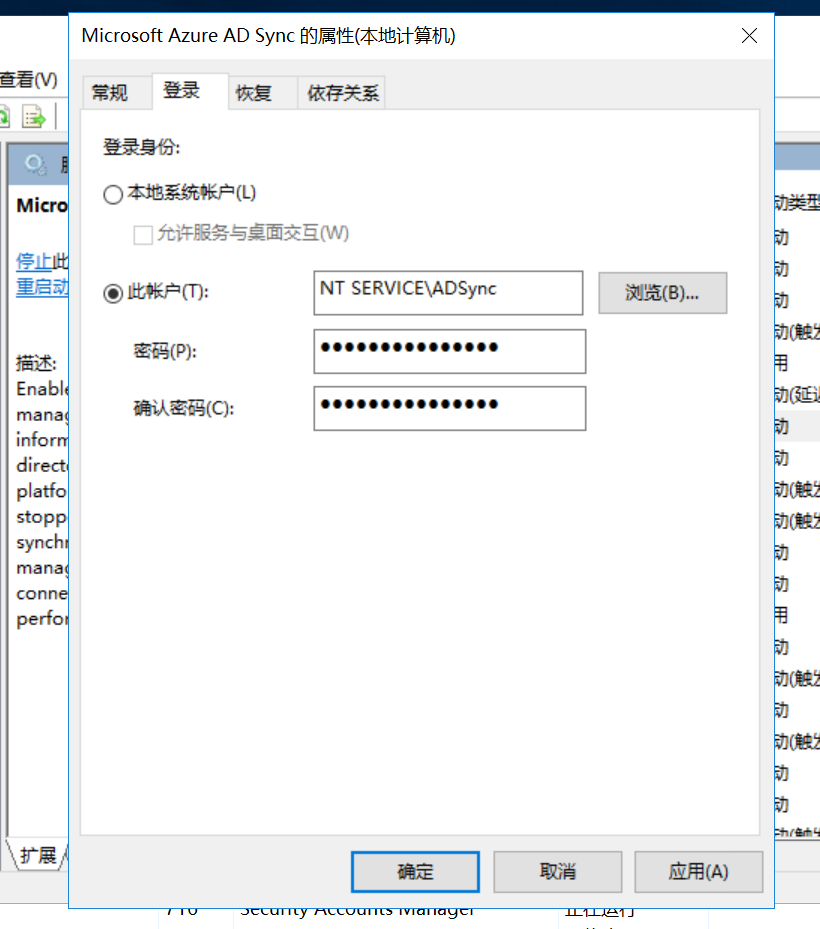 Microsoft Azure AD Sync 的属性(本地计算机)
查看(V)
常规
登录
恢复
依存关系
登录身份:
本地系统帐户(L)
允许服务与桌面交互(W)
此帐户(T):
NT SERVICE\ADSync
浏览(B)...
密码(P):
●●●●●●●●●●●●●●●
确认密码(C):
●●●●●●●●●●●●●●●
确定
取消
应用(A)
Micro
停止此
重启动
描述:
Enable
manag
inform
directo
platfo
stopp
synchr
manag
conne
perfor
扩展
动类型
动
动
动
动(触发
用
动(延迟
动
动
动(触发
动(触发
动
动
用
动
动(触发
动
动(触发
动
动
动(触发
716
Security Accounts Manager
正在运行